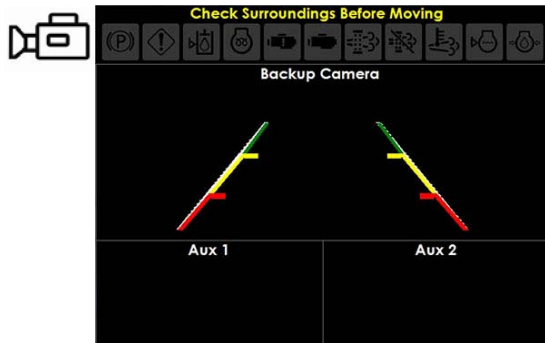 Check Surroundings Before Moving
(P)
Backup Camera
Aux 1
Aux 2